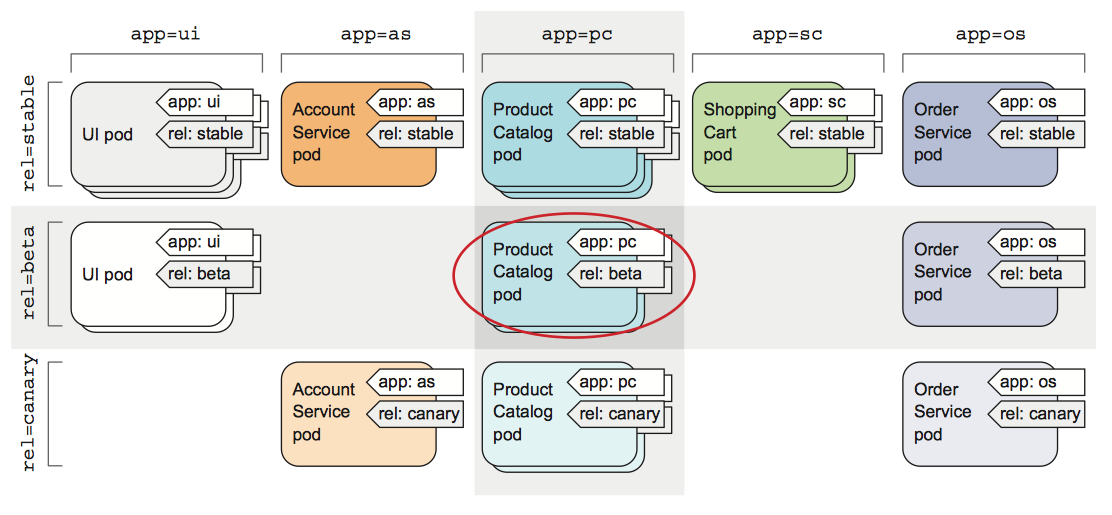 app=ui
app=as
app=pc
app=sc
app=os
rel=stable
UI pod
app: ui
rel: stable
Account
Service
pod
app: as
rel: stable
Product
Catalog
pod
app: pc
rel: stable
Shopping
Cart
pod
app: sc
rel: stable
Order
Service
pod
app: os
rel: stable
rel=beta
UI pod
app: ui
rel: beta
Product
Catalog
pod
app: pc
rel: beta
Order
Service
pod
app: os
rel: beta
rel=canary
Account
Service
pod
app: as
rel: canary
Product
Catalog
pod
app: pc
rel: canary
Order
Service
pod
app: os
rel: canary